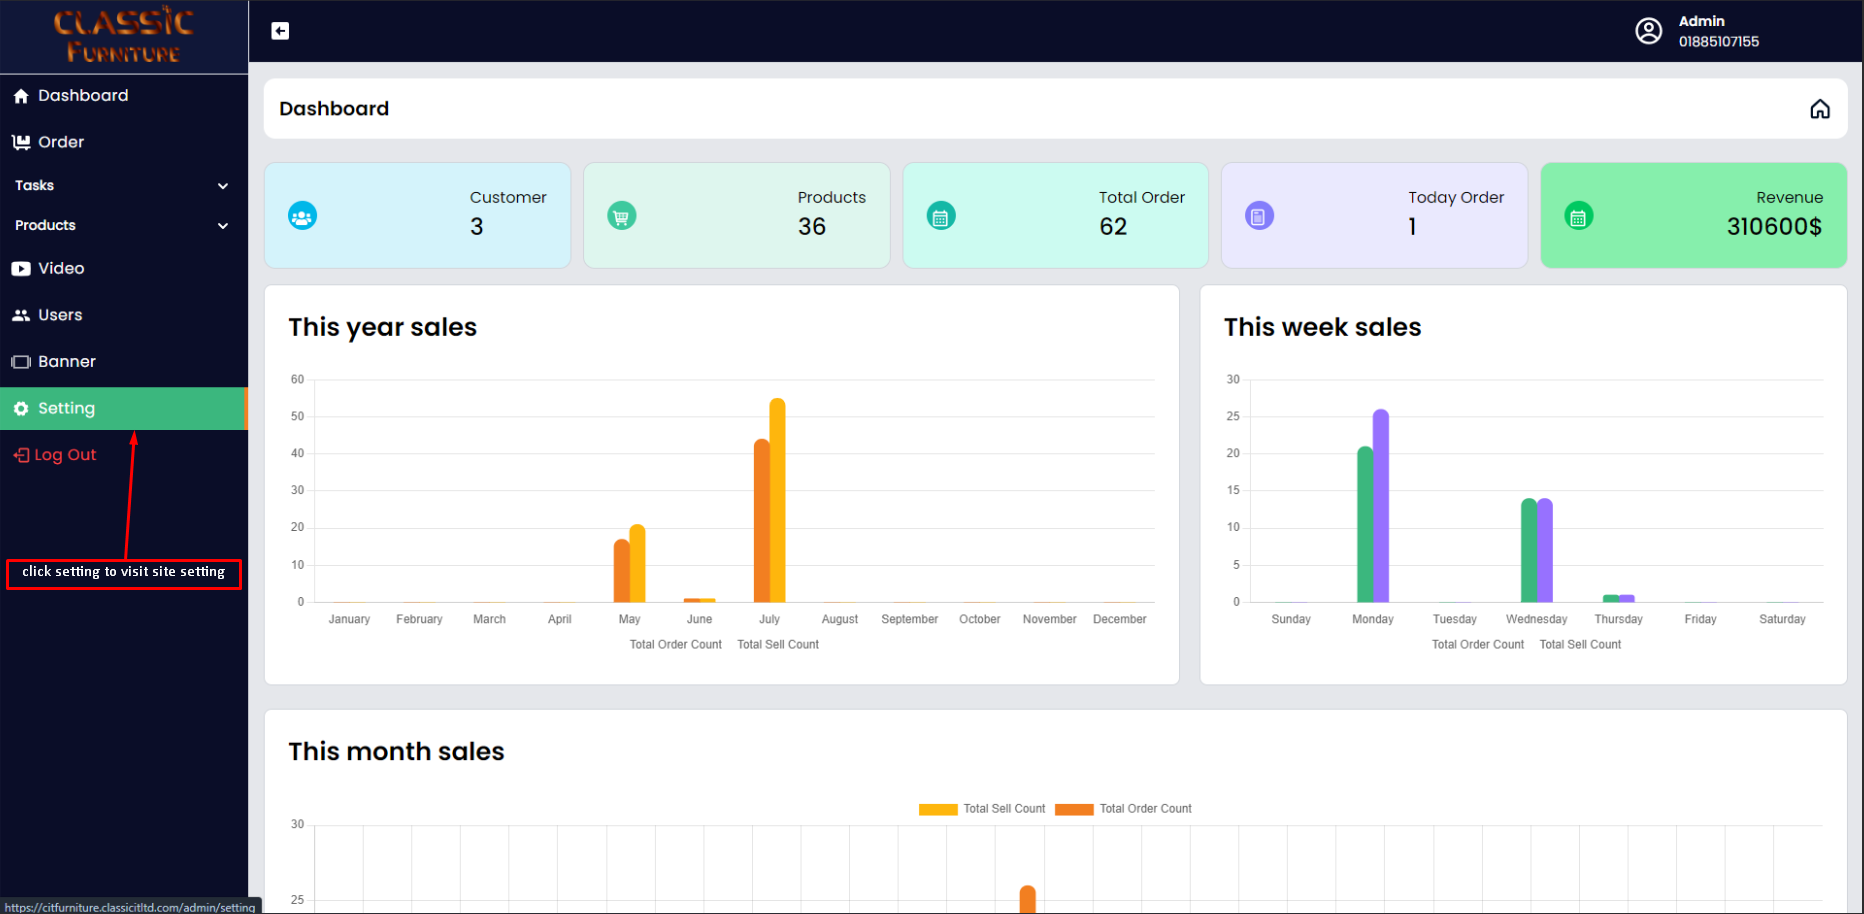 CLASSIC
FURNITURE
Admin
01885107155
Dashboard
Order
Tasks
Products
Video
Users
Banner
Setting
Log Out
click setting to visit site setting
https://citfurniture.classicitltd.com/admin/setting
Dashboard
Customer
3
Products
36
Total Order
62
Today Order
1
Revenue
310600$
This year sales
60
50
40
30
20
10
0
January February March April May June July August September October November December
Total Order Count Total Sell Count
This week sales
30
25
20
15
10
5
0
Sunday Monday Tuesday Wednesday Thursday Friday Saturday
Total Order Count Total Sell Count
This month sales
Total Sell Count Total Order Count
30
25